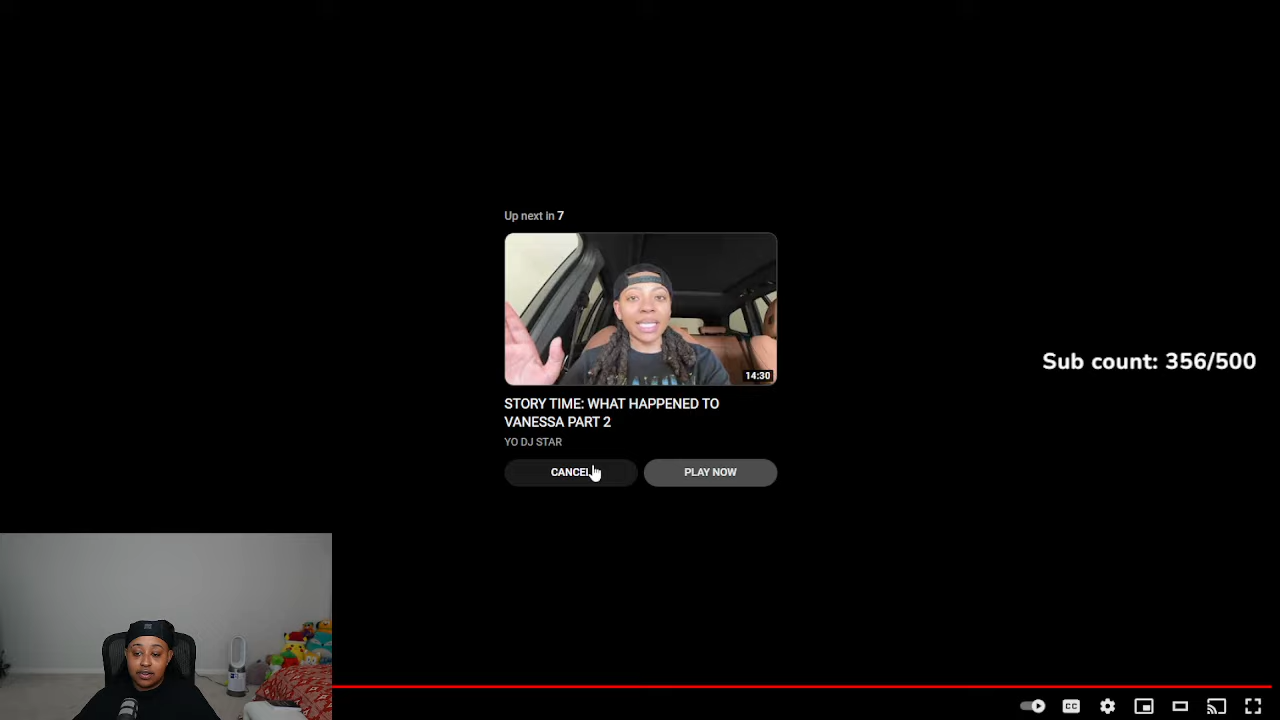 Up next in 7
14:30
STORY TIME: WHAT HAPPENED TO
VANESSA PART 2
YO DJ STAR
CANCEL
PLAY NOW
Sub count: 356/500
CC